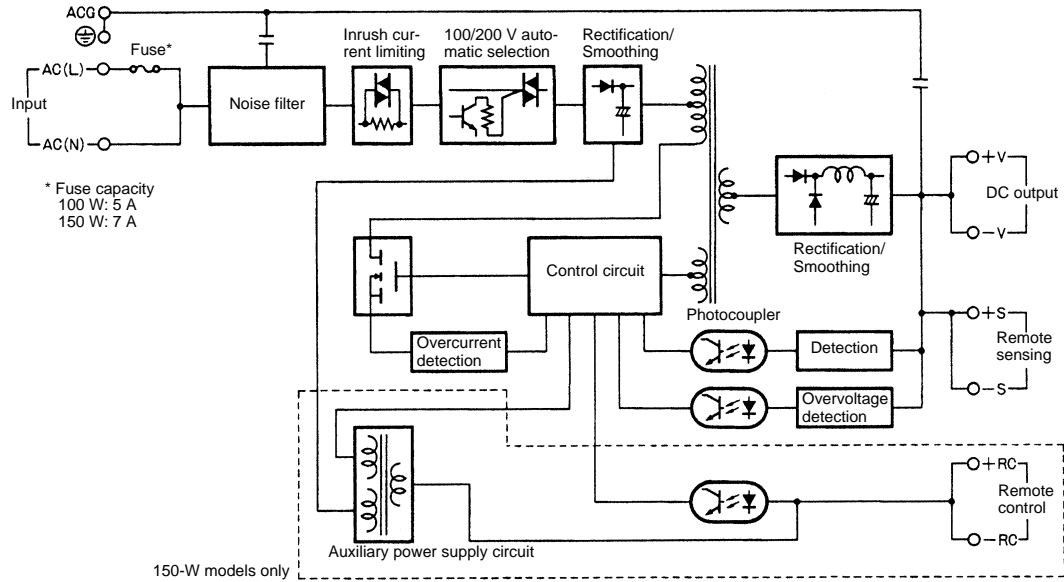 ACG
Fuse*
AC(L)
Input
AC(N)
* Fuse capacity
100 W: 5 A
150 W: 7 A
Noise filter
Inrush cur-
rent limiting
100/200 V auto-
matic selection
Rectification/
Smoothing
Rectification/
Smoothing
+V
DC output
−V
Control circuit
Overcurrent
detection
Photocoupler
Detection
Overvoltage
detection
+S
Remote
sensing
−S
+RC
Remote
control
−RC
Auxiliary power supply circuit
150-W models only